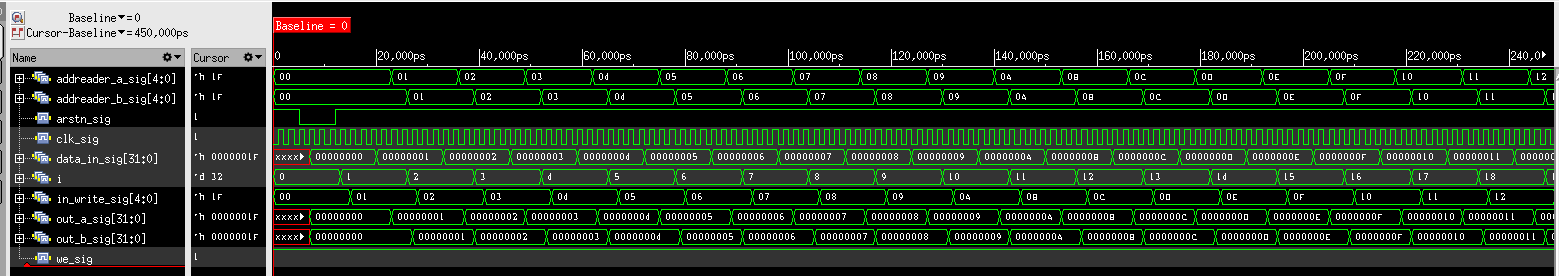 Baseline▼=0
Cursor-Baseline▼=450,000ps
Baseline = 0
Name Cursor 0 20,000ps 40,000ps 60,000ps 80,000ps 100,000ps 120,000ps 140,000ps 160,000ps 180,000ps 200,000ps 220,000ps 240,0
addreader_a_sig[4:0] 'h 1F 00 01 02 03 04 05 06 07 08 09 0A 0B 0C 0D 0E 0F 10 11 12
addreader_b_sig[4:0] 'h 1F 00 01 02 03 04 05 06 07 08 09 0A 0B 0C 0D 0E 0F 10 11
arstn_sig 1
clk_sig 1
data_in_sig[31:0] 'h 0000001F xxxx 00000000 00000001 00000002 00000003 00000004 00000005 00000006 00000007 00000008 00000009 0000000A 0000000B 0000000C 0000000D 0000000E 0000000F 00000010 00000011 000000
i 'd 32 0 1 2 3 4 5 6 7 8 9 10 11 12 13 14 15 16 17 18
in_write_sig[4:0] 'h 1F 00 01 02 03 04 05 06 07 08 09 0A 0B 0C 0D 0E 0F 10 11 12
out_a_sig[31:0] 'h 0000001F xxxx 00000000 00000001 00000002 00000003 00000004 00000005 00000006 00000007 00000008 00000009 0000000A 0000000B 0000000C 0000000D 0000000E 0000000F 00000010 00000011 000
out_b_sig[31:0] 'h 0000001F xxxx 00000000 00000001 00000002 00000003 00000004 00000005 00000006 00000007 00000008 00000009 0000000A 0000000B 0000000C 0000000D 0000000E 0000000F 00000010 00000011
we_sig 1